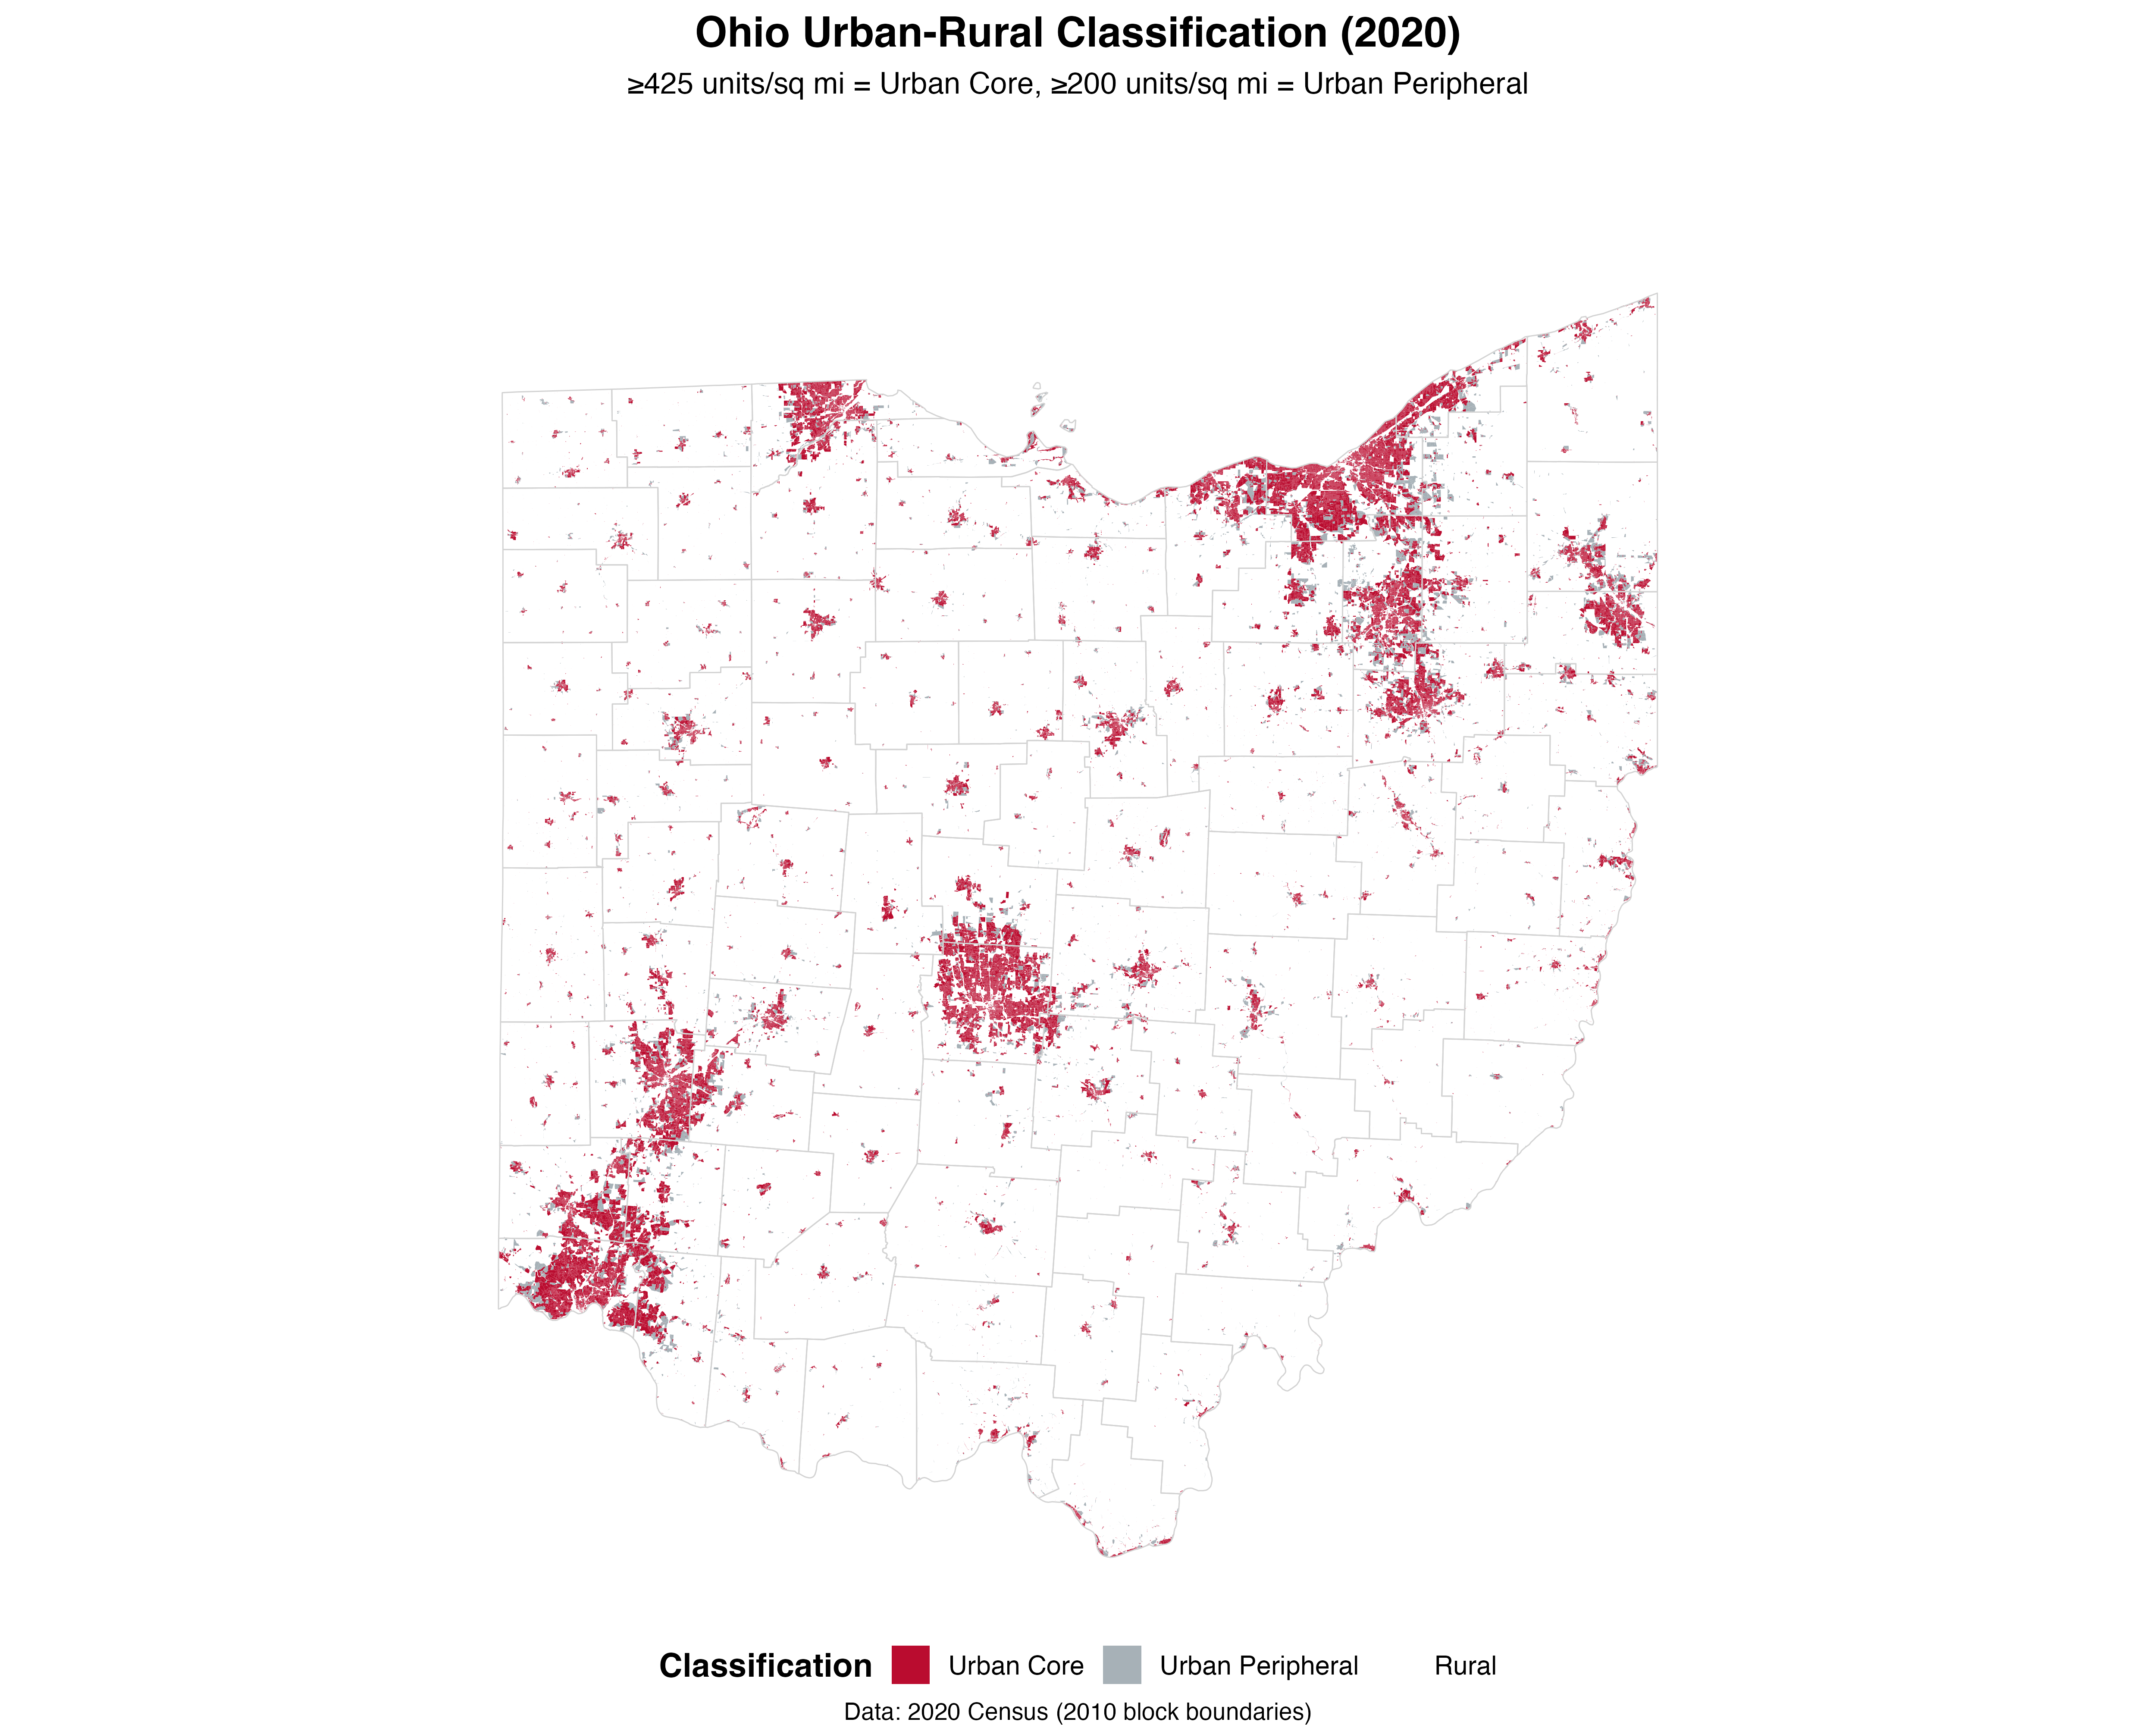 Ohio Urban-Rural Classification (2020)
≥425 units/sq mi = Urban Core, ≥200 units/sq mi = Urban Peripheral
Classification Urban Core Urban Peripheral Rural
Data: 2020 Census (2010 block boundaries)